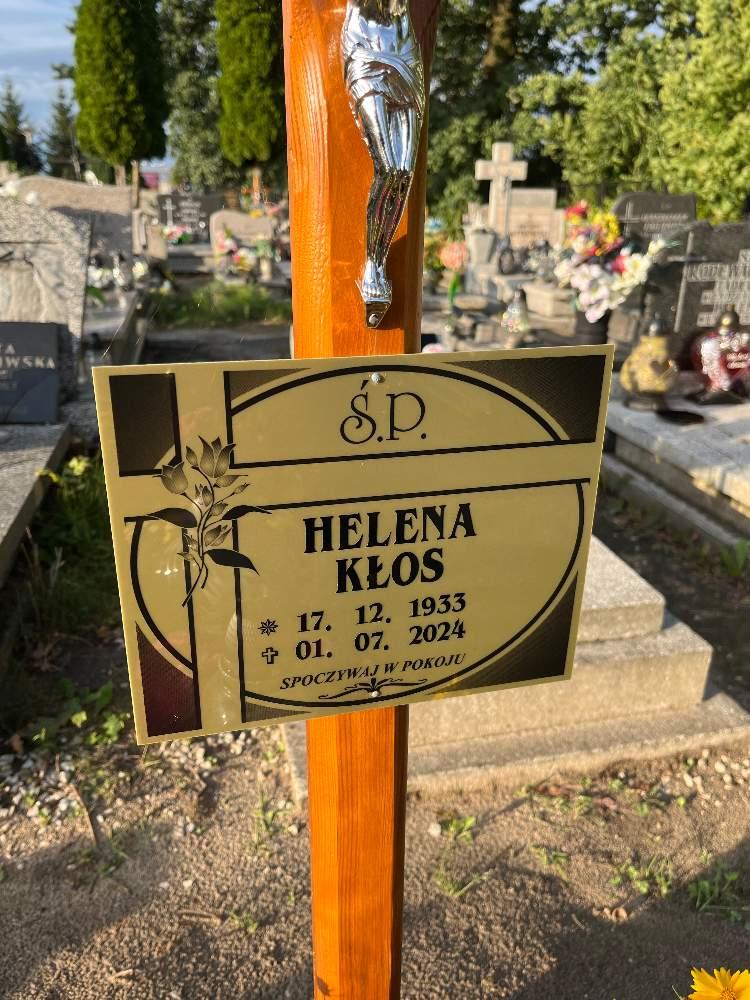 Ś.P.
HELENA
KŁOS
17. 12. 1933
01. 07. 2024
SPOCZYWAJ W POKOJU